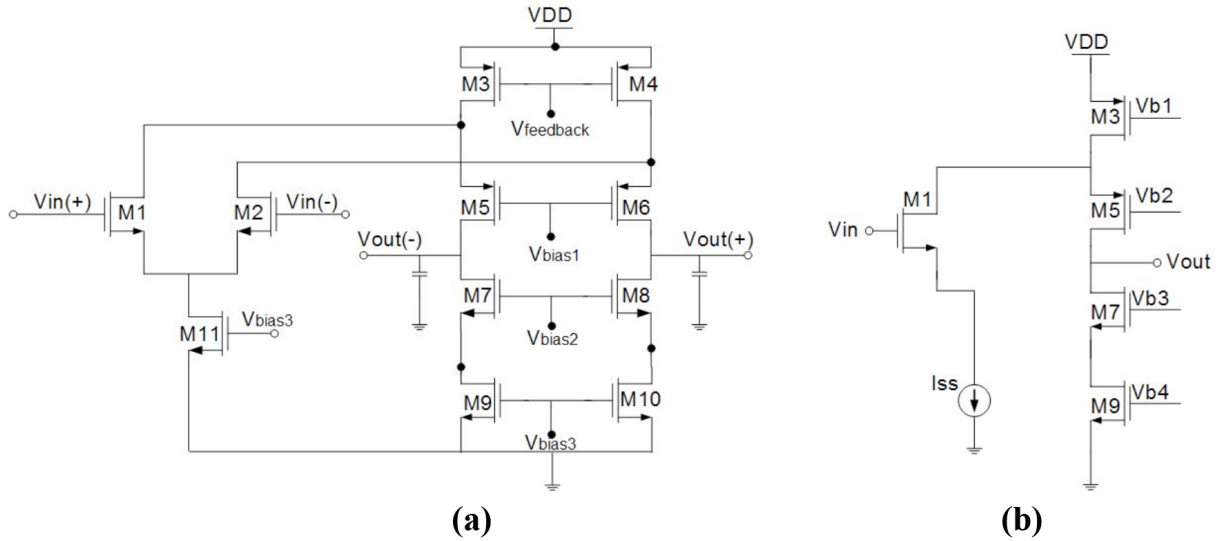 VDD
M3
M4
Vfeedback
Vin(+)
M1
M2
Vin(-)
M5
M6
Vout(-)
Vbias1
Vout(+)
M7
M8
M11
Vbias3
Vbias2
M9
M10
Vbias3
(a)
VDD
M3
Vb1
M1
Vin
M5
Vb2
Vout
M7
Vb3
Iss
M9
Vb4
(b)